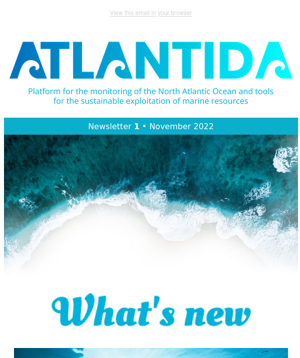 View this email in your browser
ATLANTIDA
Platform for the monitoring of the North Atlantic Ocean and tools
for the sustainable exploitation of marine resources
Newsletter 1 • November 2022
What's new